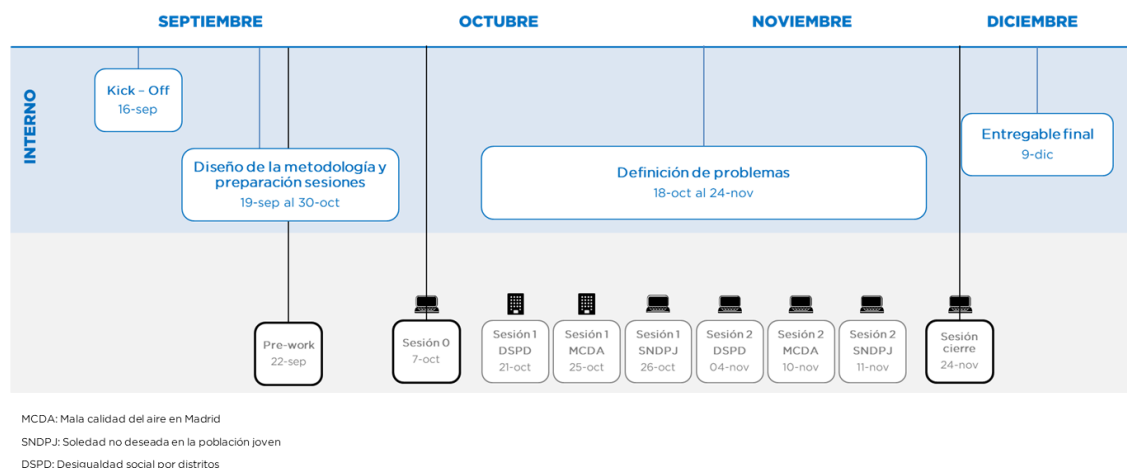 SEPTIEMBRE
OCTUBRE
NOVIEMBRE
DICIEMBRE
INTERNO
Kick – Off
16-sep
Diseño de la metodología y
preparación sesiones
19-sep al 30-oct
Definición de problemas
18-oct al 24-nov
Entregable final
9-dic
Pre-work
22-sep
Sesión 0
7-oct
Sesión 1
DSPD
21-oct
Sesión 1
MCDA
25-oct
Sesión 1
SNDPJ
26-oct
Sesión 2
DSPD
04-nov
Sesión 2
MCDA
10-nov
Sesión 2
SNDPJ
11-nov
Sesión
cierre
24-nov
MCDA: Mala calidad del aire en Madrid
SNDPJ: Soledad no deseada en la población joven
DSPD: Desigualdad social por distritos